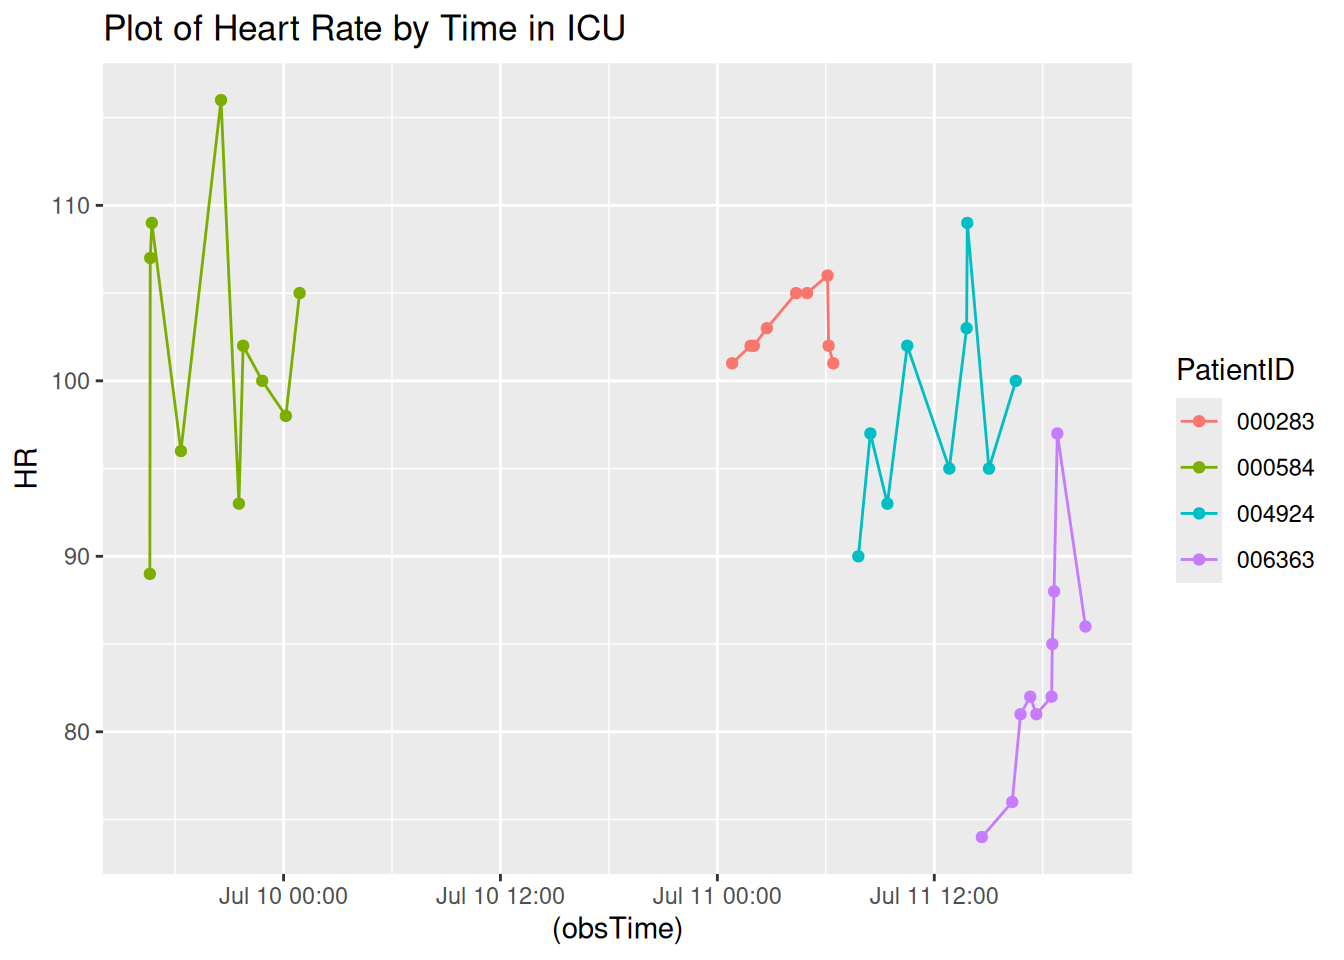 Plot of Heart Rate by Time in ICU
110
100
90
80
HR
Jul 10 00:00
Jul 10 12:00
Jul 11 00:00
Jul 11 12:00
(obsTime)
PatientID
000283
000584
004924
006363